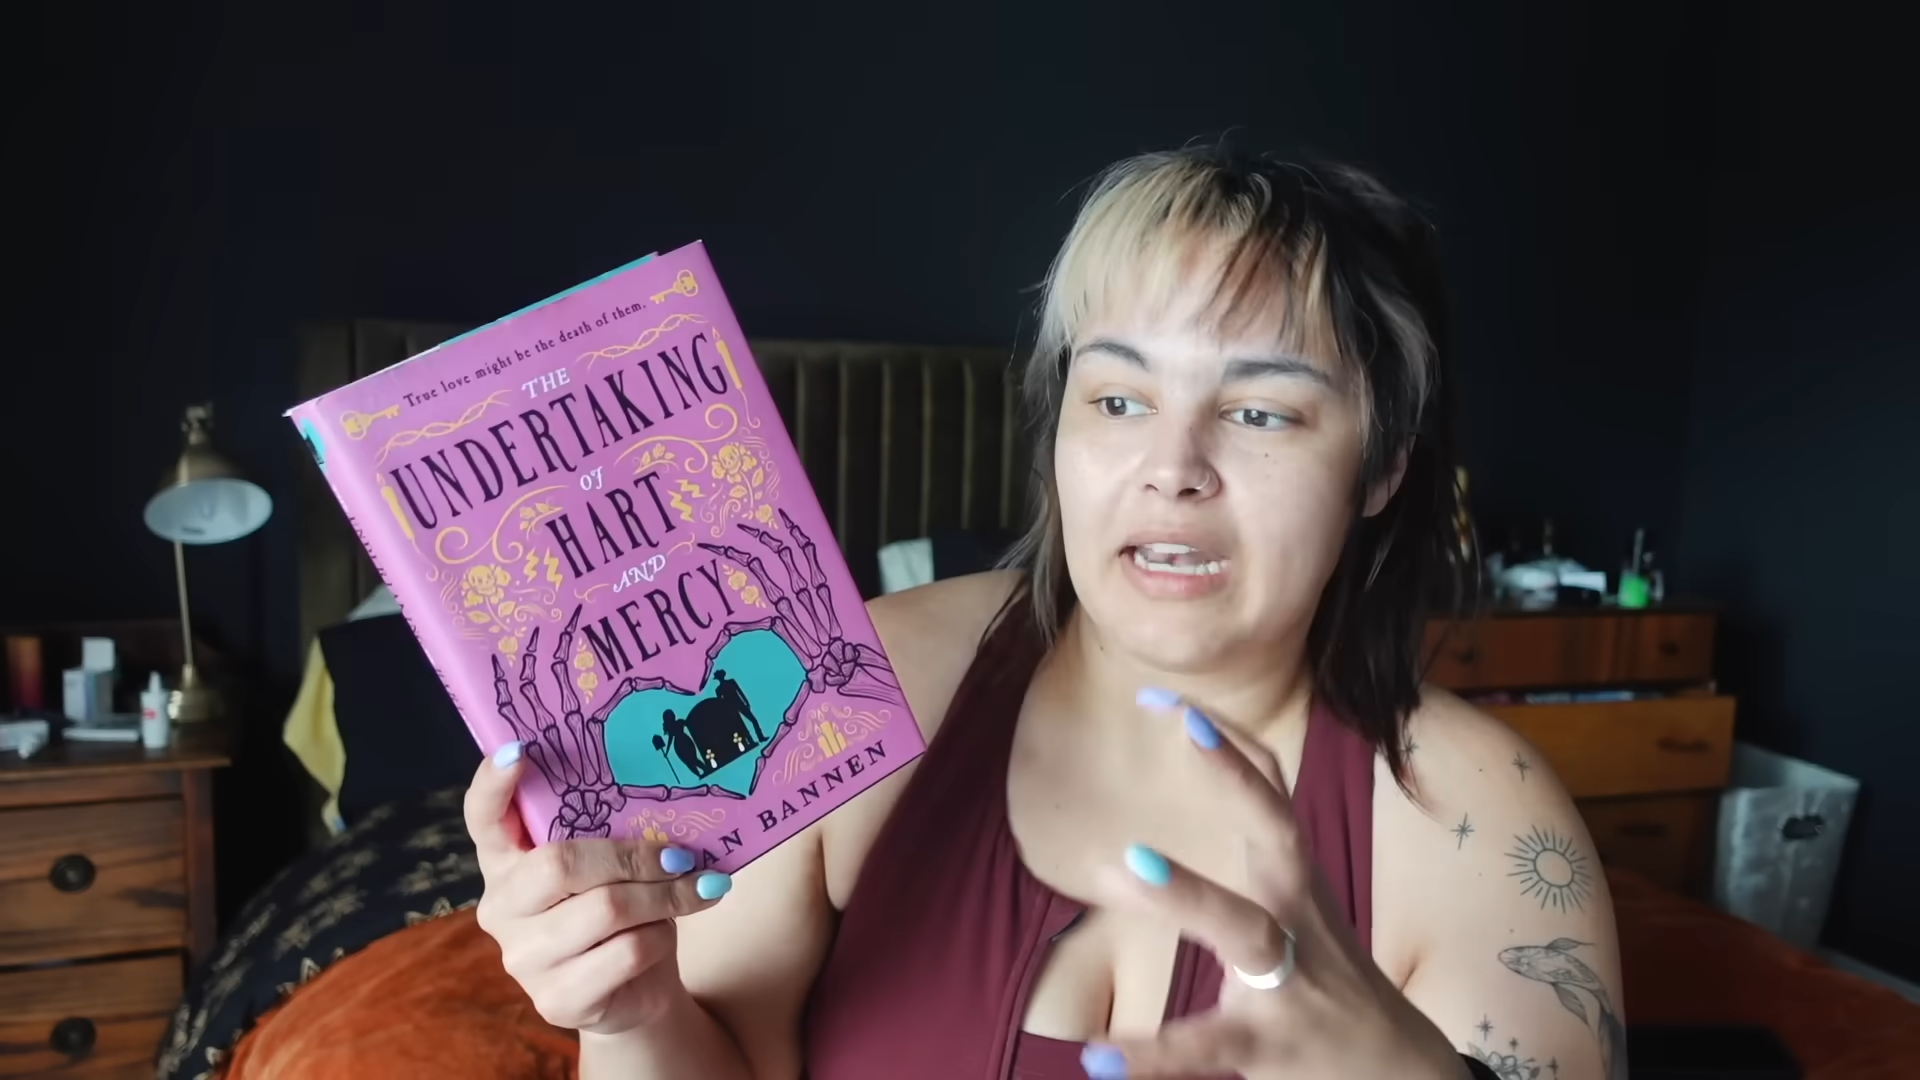 True love might be the death of them.
THE
UNDERTAKING
OF
HART
AND
MERCY
AN BANNEN